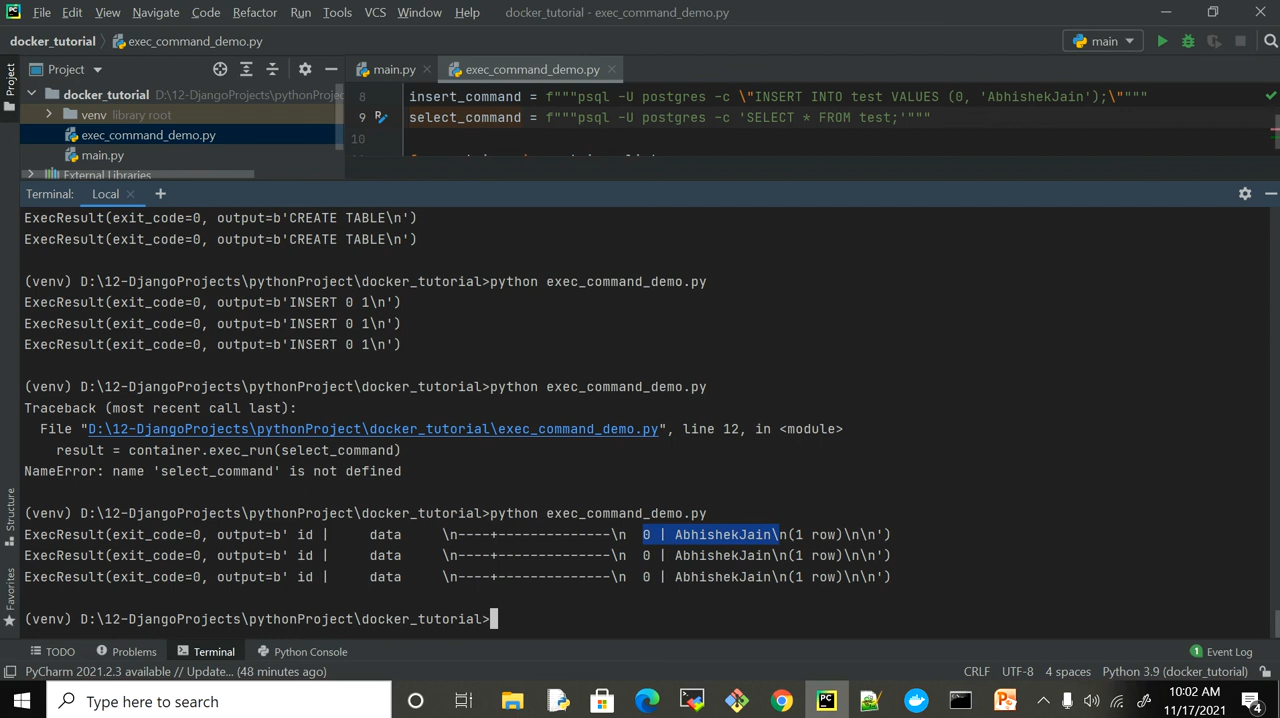 File Edit View Navigate Code Refactor Run Tools VCS Window Help docker_tutorial - exec_command_demo.py
docker_tutorial exec_command_demo.py main
Project
Project main.py exec_command_demo.py
docker_tutorial D:\12-DjangoProjects\pythonProje
venv library root
exec_command_demo.py
main.py
External Libraries
8 insert_command = f"""psql -U postgres -c \"INSERT INTO test VALUES (0, 'AbhishekJain');\""""
9 select_command = f"""psql -U postgres -c 'SELECT * FROM test;'"""
10
Terminal: Local
ExecResult(exit_code=0, output=b'CREATE TABLE\n')
ExecResult(exit_code=0, output=b'CREATE TABLE\n')
(venv) D:\12-DjangoProjects\pythonProject\docker_tutorial>python exec_command_demo.py
ExecResult(exit_code=0, output=b'INSERT 0 1\n')
ExecResult(exit_code=0, output=b'INSERT 0 1\n')
ExecResult(exit_code=0, output=b'INSERT 0 1\n')
(venv) D:\12-DjangoProjects\pythonProject\docker_tutorial>python exec_command_demo.py
Traceback (most recent call last):
File "D:\12-DjangoProjects\pythonProject\docker_tutorial\exec_command_demo.py", line 12, in <module>
result = container.exec_run(select_command)
NameError: name 'select_command' is not defined
(venv) D:\12-DjangoProjects\pythonProject\docker_tutorial>python exec_command_demo.py
ExecResult(exit_code=0, output=b' id | data \n----+--------------\n 0 | AbhishekJain\n(1 row)\n\n')
ExecResult(exit_code=0, output=b' id | data \n----+--------------\n 0 | AbhishekJain\n(1 row)\n\n')
ExecResult(exit_code=0, output=b' id | data \n----+--------------\n 0 | AbhishekJain\n(1 row)\n\n')
(venv) D:\12-DjangoProjects\pythonProject\docker_tutorial>
Structure
Favorites
TODO Problems Terminal Python Console 1 Event Log
PyCharm 2021.2.3 available // Update... (48 minutes ago) CRLF UTF-8 4 spaces Python 3.9 (docker_tutorial)
Type here to search
10:02 AM
11/17/2021
4